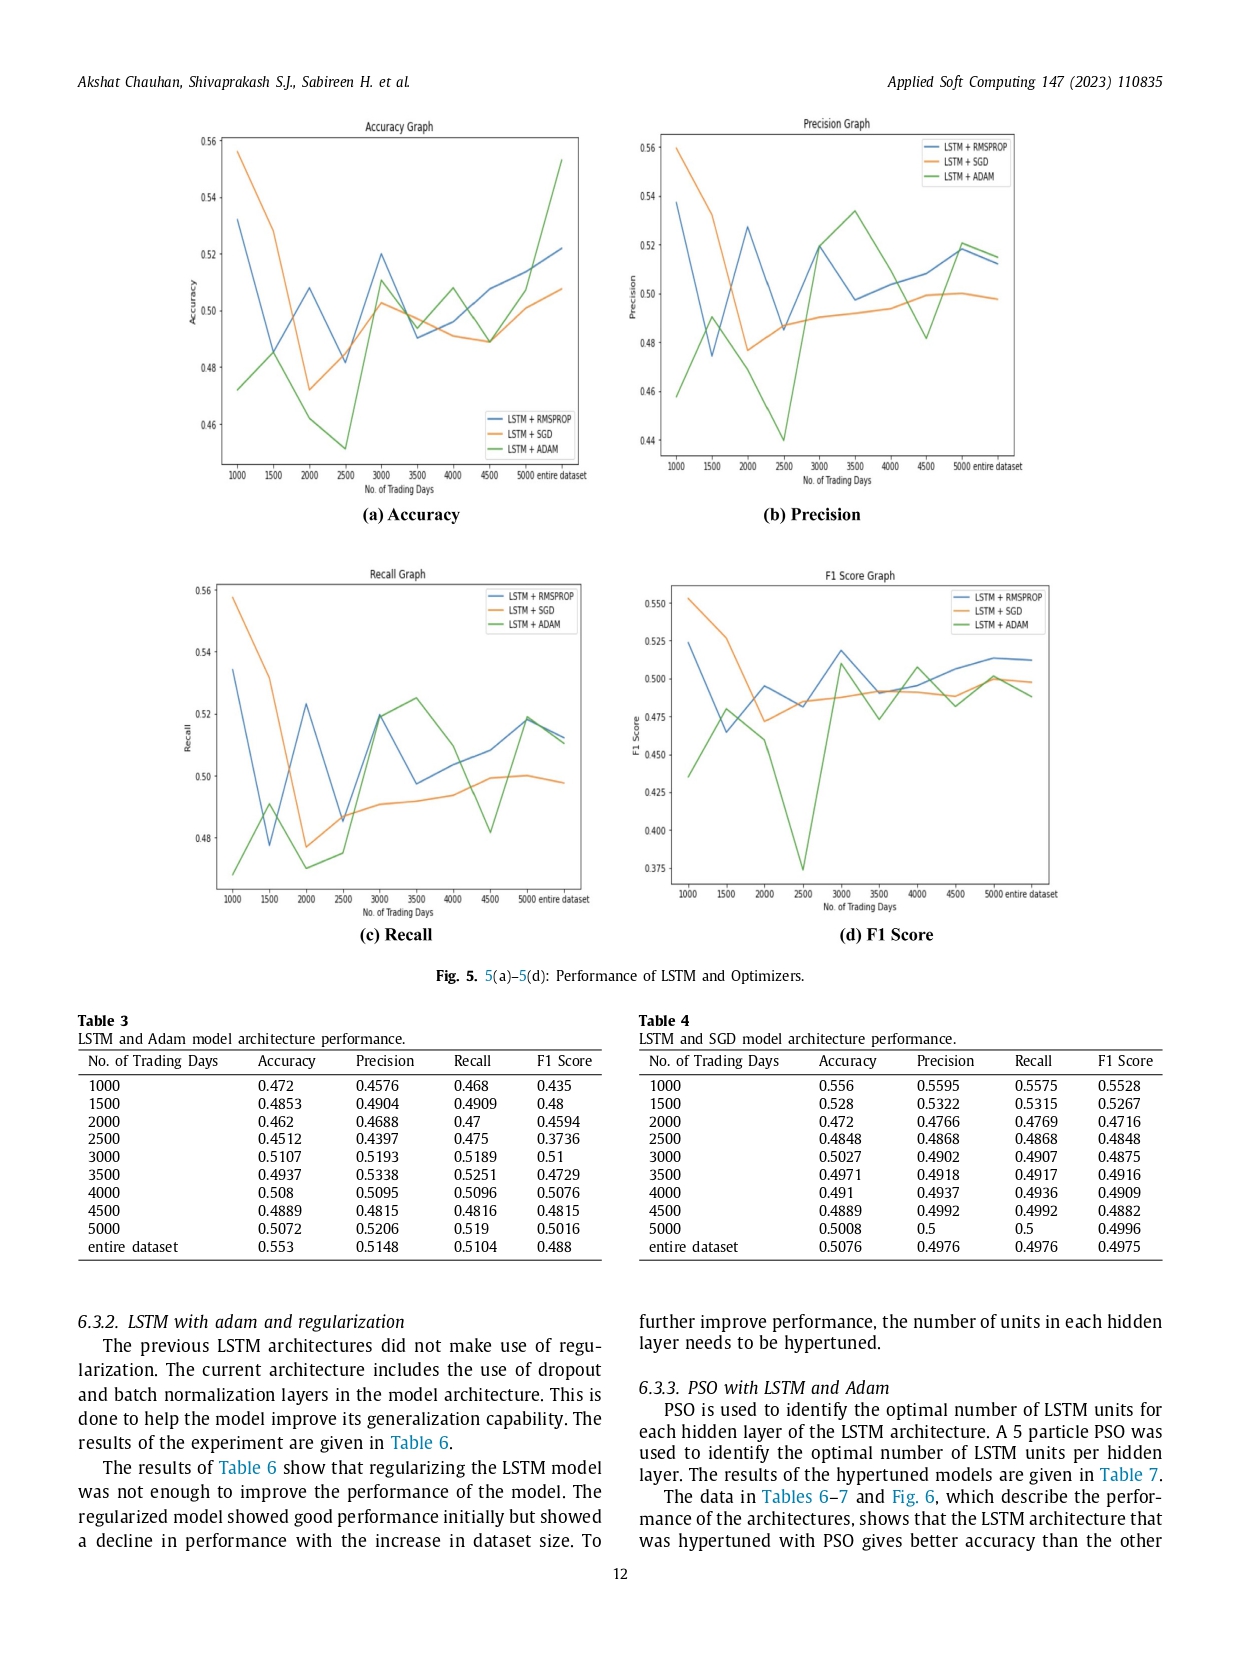 Akshat Chauhan, Shivaprakash S.J., Sabireen H. et al.
Applied Soft Computing 147 (2023) 110835
Accuracy Graph
0.56
0.54
0.52
0.50
0.48
0.46
Accuracy
LSTM + RMSPROP
LSTM + SGD
LSTM + ADAM
1000 1500 2000 2500 3000 3500 4000 4500 5000 entire dataset
No. of Trading Days
(a) Accuracy
Precision Graph
0.56
0.54
0.52
0.50
0.48
0.46
0.44
Precision
LSTM + RMSPROP
LSTM + SGD
LSTM + ADAM
1000 1500 2000 2500 3000 3500 4000 4500 5000 entire dataset
No. of Trading Days
(b) Precision
Recall Graph
0.56
0.54
0.52
0.50
0.48
Recall
LSTM + RMSPROP
LSTM + SGD
LSTM + ADAM
1000 1500 2000 2500 3000 3500 4000 4500 5000 entire dataset
No. of Trading Days
(c) Recall
F1 Score Graph
0.550
0.525
0.500
0.475
0.450
0.425
0.400
0.375
F1 Score
LSTM + RMSPROP
LSTM + SGD
LSTM + ADAM
1000 1500 2000 2500 3000 3500 4000 4500 5000 entire dataset
No. of Trading Days
(d) F1 Score
Fig. 5. 5(a)–5(d): Performance of LSTM and Optimizers.
Table 3
LSTM and Adam model architecture performance.
No. of Trading Days Accuracy Precision Recall F1 Score
1000 0.472 0.4576 0.468 0.435
1500 0.4853 0.4904 0.4909 0.48
2000 0.462 0.4688 0.47 0.4594
2500 0.4512 0.4397 0.475 0.3736
3000 0.5107 0.5193 0.5189 0.51
3500 0.4937 0.5338 0.5251 0.4729
4000 0.508 0.5095 0.5096 0.5076
4500 0.4889 0.4815 0.4816 0.4815
5000 0.5072 0.5206 0.519 0.5016
entire dataset 0.553 0.5148 0.5104 0.488
Table 4
LSTM and SGD model architecture performance.
No. of Trading Days Accuracy Precision Recall F1 Score
1000 0.556 0.5595 0.5575 0.5528
1500 0.528 0.5322 0.5315 0.5267
2000 0.472 0.4766 0.4769 0.4716
2500 0.4848 0.4868 0.4868 0.4848
3000 0.5027 0.4902 0.4907 0.4875
3500 0.4971 0.4918 0.4917 0.4916
4000 0.491 0.4937 0.4936 0.4909
4500 0.4889 0.4992 0.4992 0.4882
5000 0.5008 0.5 0.5 0.4996
entire dataset 0.5076 0.4976 0.4976 0.4975
6.3.2. LSTM with adam and regularization
The previous LSTM architectures did not make use of regu-
larization. The current architecture includes the use of dropout
and batch normalization layers in the model architecture. This is
done to help the model improve its generalization capability. The
results of the experiment are given in Table 6.
The results of Table 6 show that regularizing the LSTM model
was not enough to improve the performance of the model. The
regularized model showed good performance initially but showed
a decline in performance with the increase in dataset size. To
further improve performance, the number of units in each hidden
layer needs to be hypertuned.
6.3.3. PSO with LSTM and Adam
PSO is used to identify the optimal number of LSTM units for
each hidden layer of the LSTM architecture. A 5 particle PSO was
used to identify the optimal number of LSTM units per hidden
layer. The results of the hypertuned models are given in Table 7.
The data in Tables 6–7 and Fig. 6, which describe the perfor-
mance of the architectures, shows that the LSTM architecture that
was hypertuned with PSO gives better accuracy than the other
12